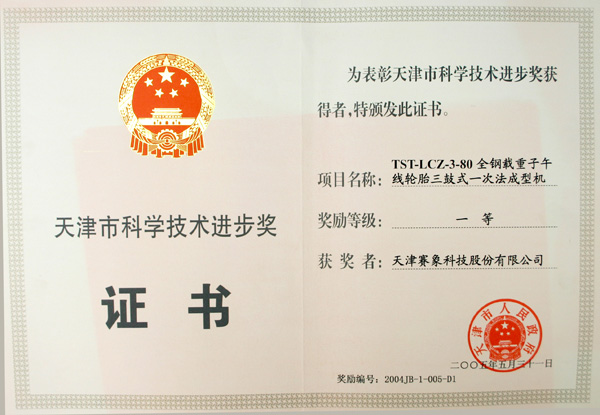 天津市科学技术进步奖
证书
为表彰天津市科学技术进步奖获
得者，特颁发此证书。
项目名称：TST-LCZ-3-80 全钢载重子午
线轮胎三鼓式一次法成型机
奖励等级：一等
获奖者：天津赛象科技股份有限公司
天津市人民政府
二〇〇五年五月二十一日
奖励编号：2004JB-1-005-D1